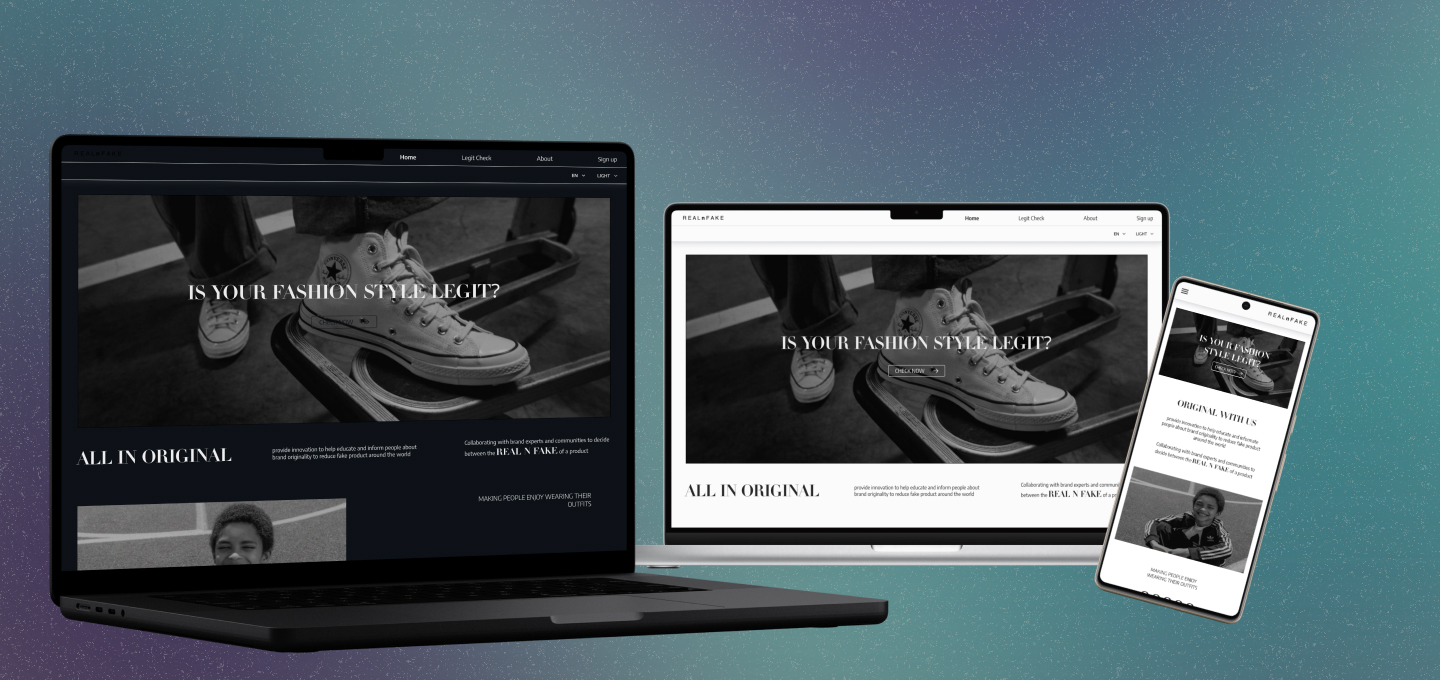 REALnFAKE
Home Legit Check About Sign up
EN LIGHT
IS YOUR FASHION STYLE LEGIT?
CHECK NOW
ALL IN ORIGINAL
provide innovation to help educate and inform people about
brand originality to reduce fake product around the world
Collaborating with brand experts and communities to decide
between the REAL N FAKE of a product
MAKING PEOPLE ENJOY WEARING THEIR
OUTFITS
REALnFAKE
Home Legit Check About Sign up
EN LIGHT
IS YOUR FASHION STYLE LEGIT?
CHECK NOW
ALL IN ORIGINAL
provide innovation to help educate and inform people about
brand originality to reduce fake product around the world
Collaborating with brand experts and
between the REAL N FAKE of a
REALnFAKE
IS YOUR FASHION
STYLE LEGIT?
CHECK NOW
ORIGINAL WITH US
provide innovation to help educate and informate
people about brand originality to reduce fake product
around the world
Collaborating with brand experts and communities to
decide between the REAL N FAKE of a product
MAKING PEOPLE ENJOY
WEARING THEIR OUTFITS